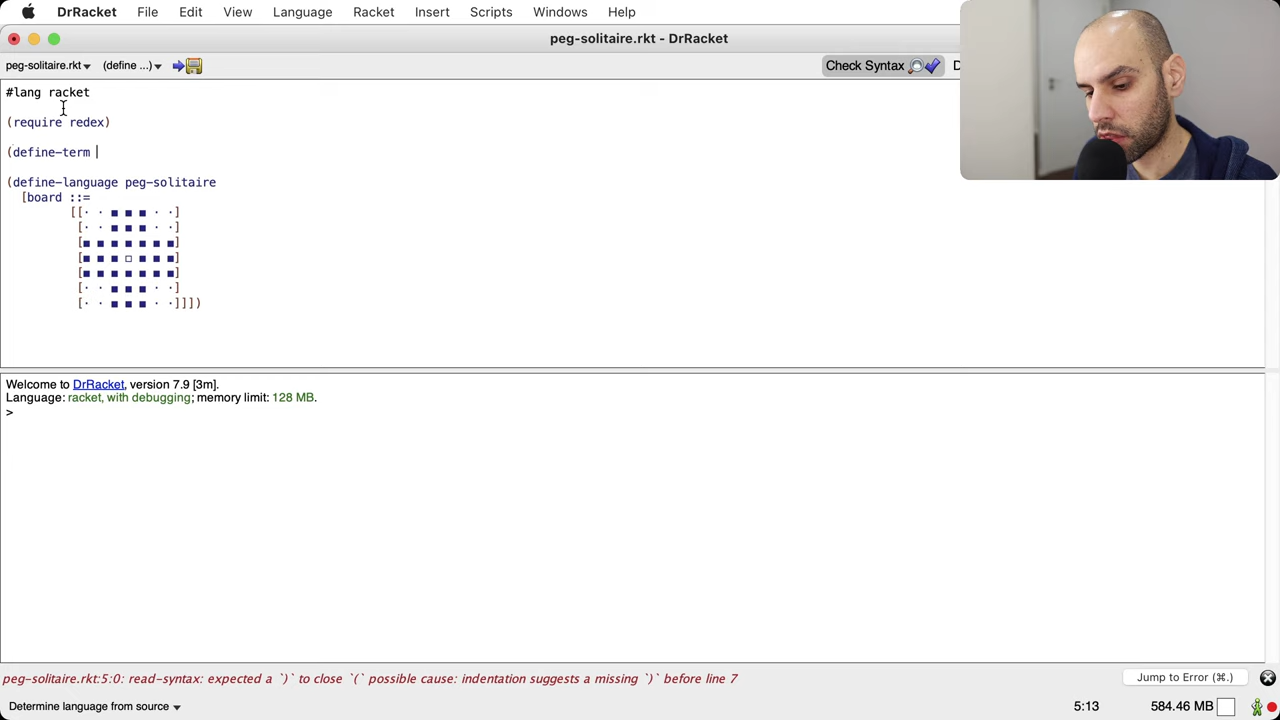 DrRacket File Edit View Language Racket Insert Scripts Windows Help
peg-solitaire.rkt - DrRacket
peg-solitaire.rkt (define ...) Check Syntax D
#lang racket
(require redex)
(define-term
(define-language peg-solitaire
[board ::=
[[· · ■ ■ ■ · ·]
[· · ■ ■ ■ · ·]
[■ ■ ■ ■ ■ ■ ■]
[■ ■ ■ □ ■ ■ ■]
[■ ■ ■ ■ ■ ■ ■]
[· · ■ ■ ■ · ·]
[· · ■ ■ ■ · ·]]])
Welcome to DrRacket, version 7.9 [3m].
Language: racket, with debugging; memory limit: 128 MB.
>
peg-solitaire.rkt:5:0: read-syntax: expected a `)` to close `(` possible cause: indentation suggests a missing `)` before line 7
Jump to Error (⌘.)
Determine language from source 5:13 584.46 MB